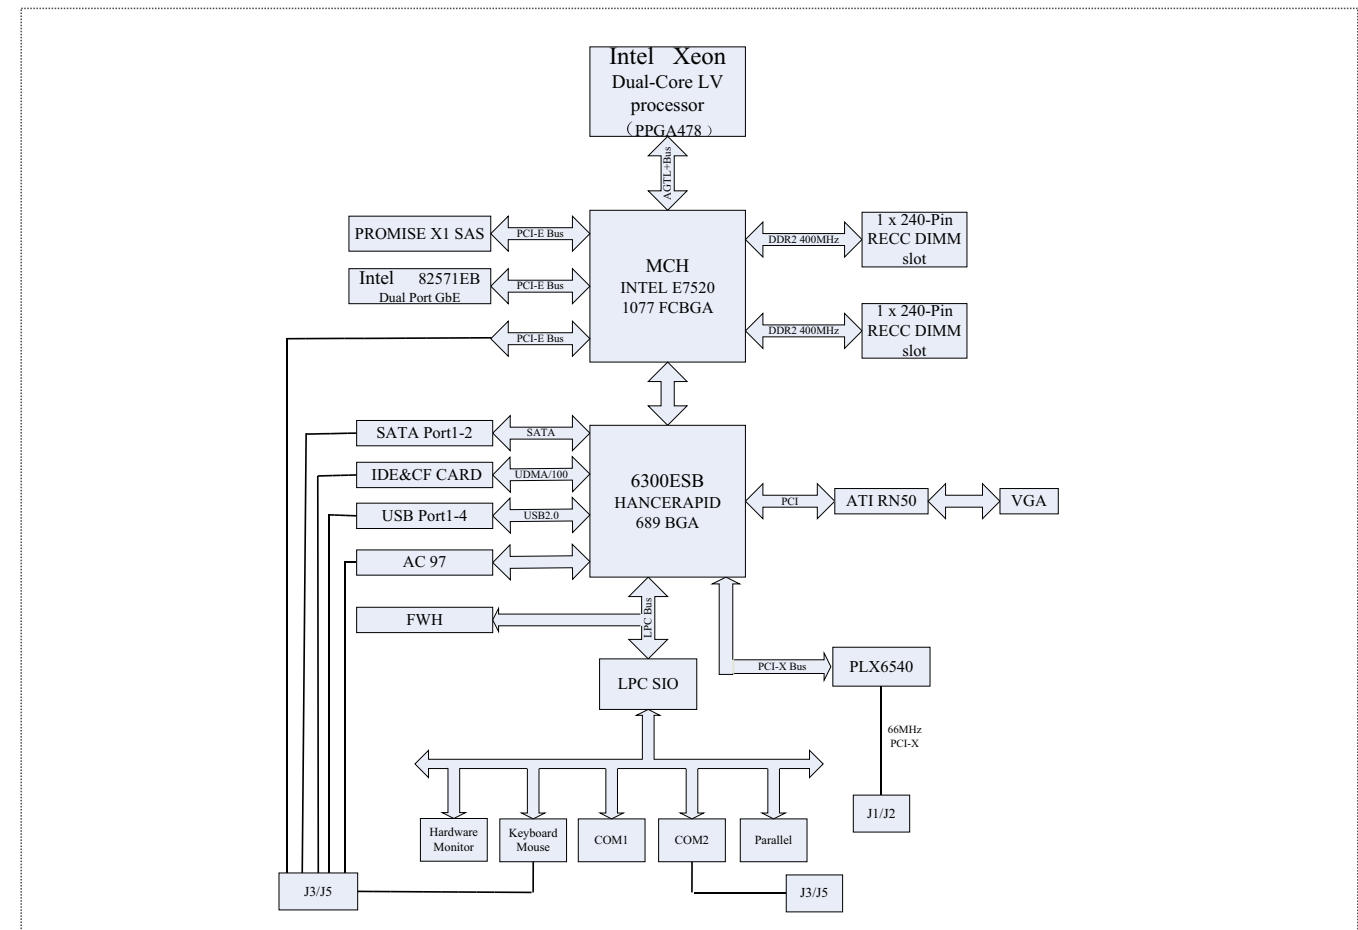 Intel Xeon
Dual-Core LV
processor
（PPGA478 ）
AGTL+Bus
PROMISE X1 SAS
PCI-E Bus
Intel 82571EB
Dual Port GbE
PCI-E Bus
PCI-E Bus
MCH
INTEL E7520
1077 FCBGA
DDR2 400MHz
1 x 240-Pin
RECC DIMM
slot
DDR2 400MHz
1 x 240-Pin
RECC DIMM
slot
SATA Port1-2
SATA
IDE&CF CARD
UDMA/100
USB Port1-4
USB2.0
AC 97
6300ESB
HANCERAPID
689 BGA
PCI
ATI RN50
VGA
FWH
LPC Bus
LPC SIO
PCI-X Bus
PLX6540
66MHz
PCI-X
J1/J2
Hardware
Monitor
Keyboard
Mouse
COM1
COM2
Parallel
J3/J5
J3/J5